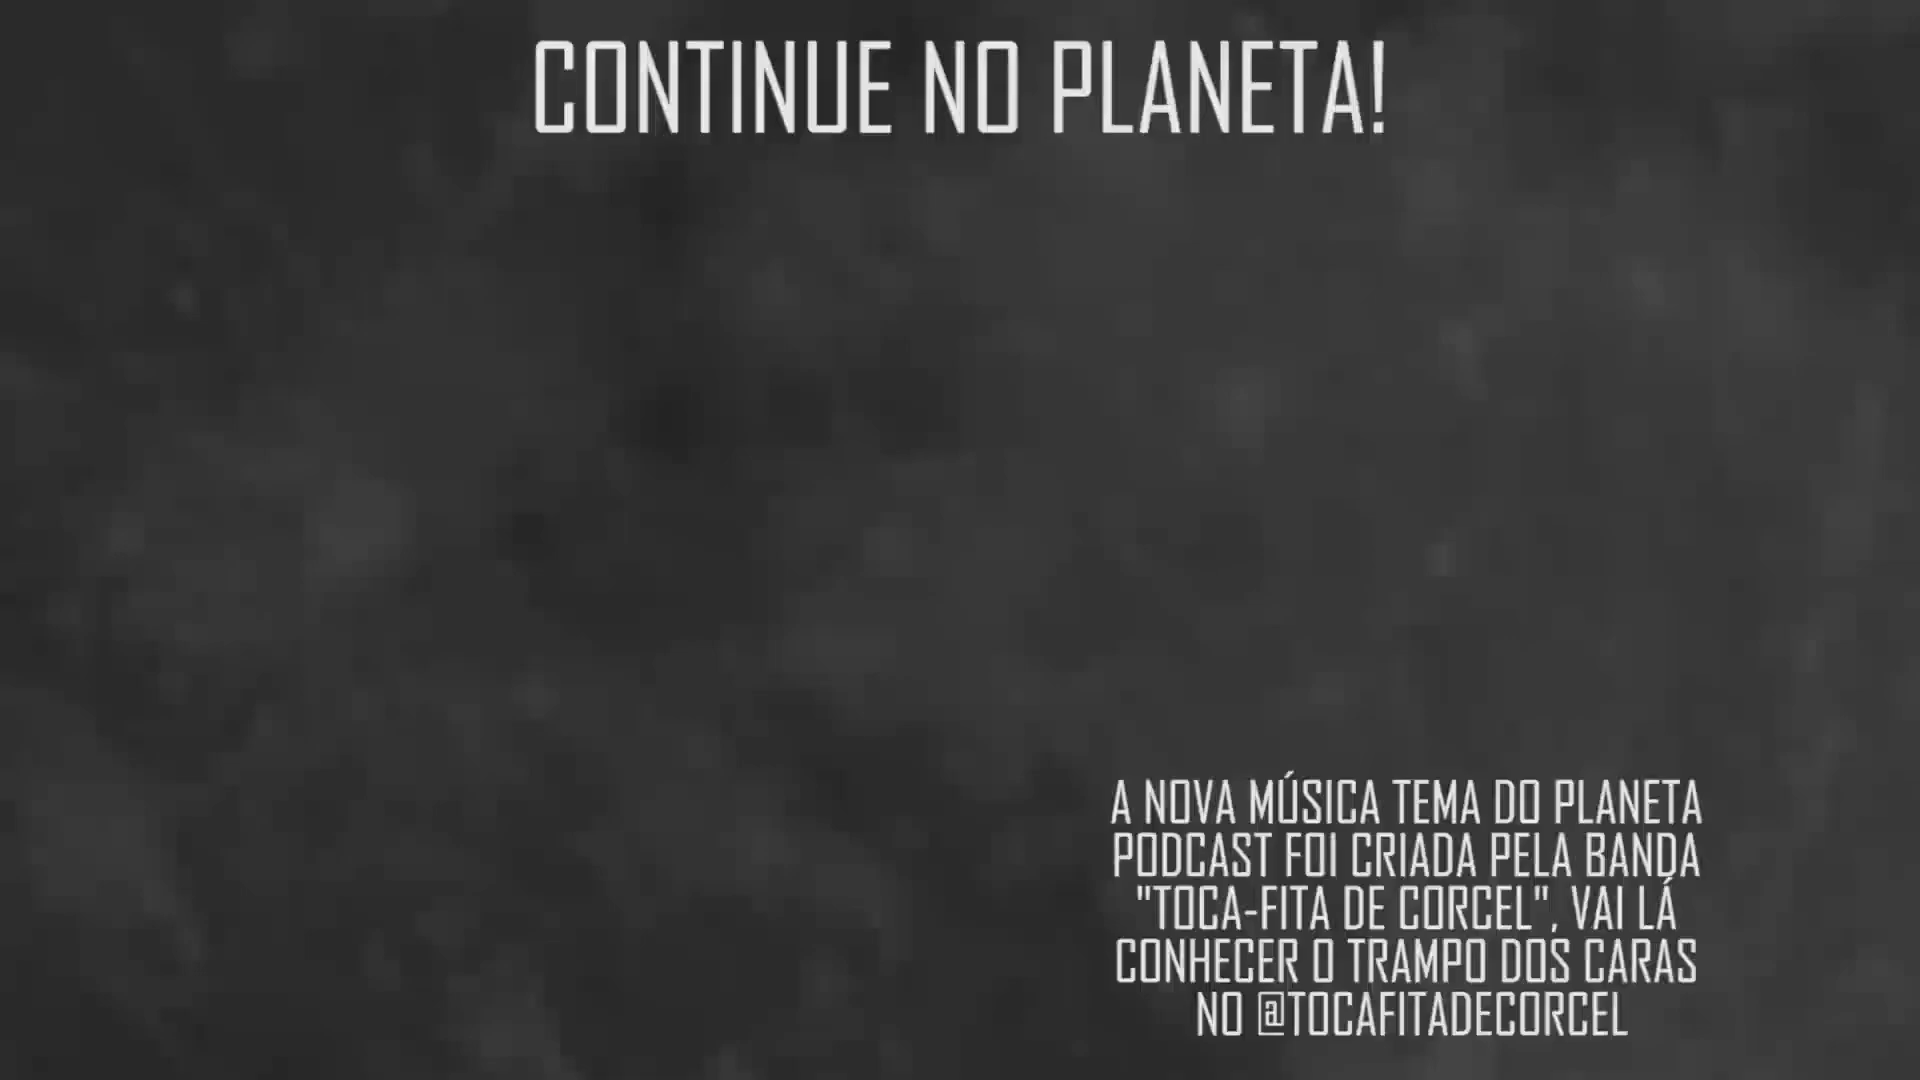 CONTINUE NO PLANETA!
A NOVA MÚSICA TEMA DO PLANETA
PODCAST FOI CRIADA PELA BANDA
"TOCA-FITA DE CORCEL", VAI LÁ
CONHECER O TRAMPO DOS CARAS
NO @TOCAFITADECORCEL